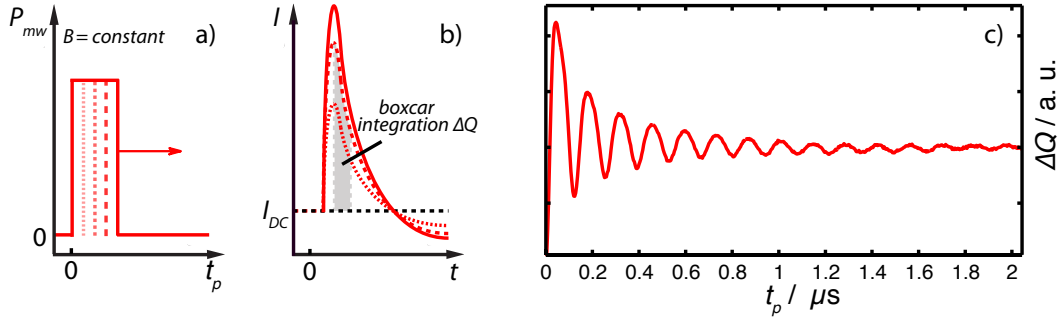 P_mw
B = constant
a)
0
0
t_p
I
b)
boxcar
integration ΔQ
I_DC
0
t
c)
ΔQ / a. u.
0 0.2 0.4 0.6 0.8 1 1.2 1.4 1.6 1.8 2
t_p / μs